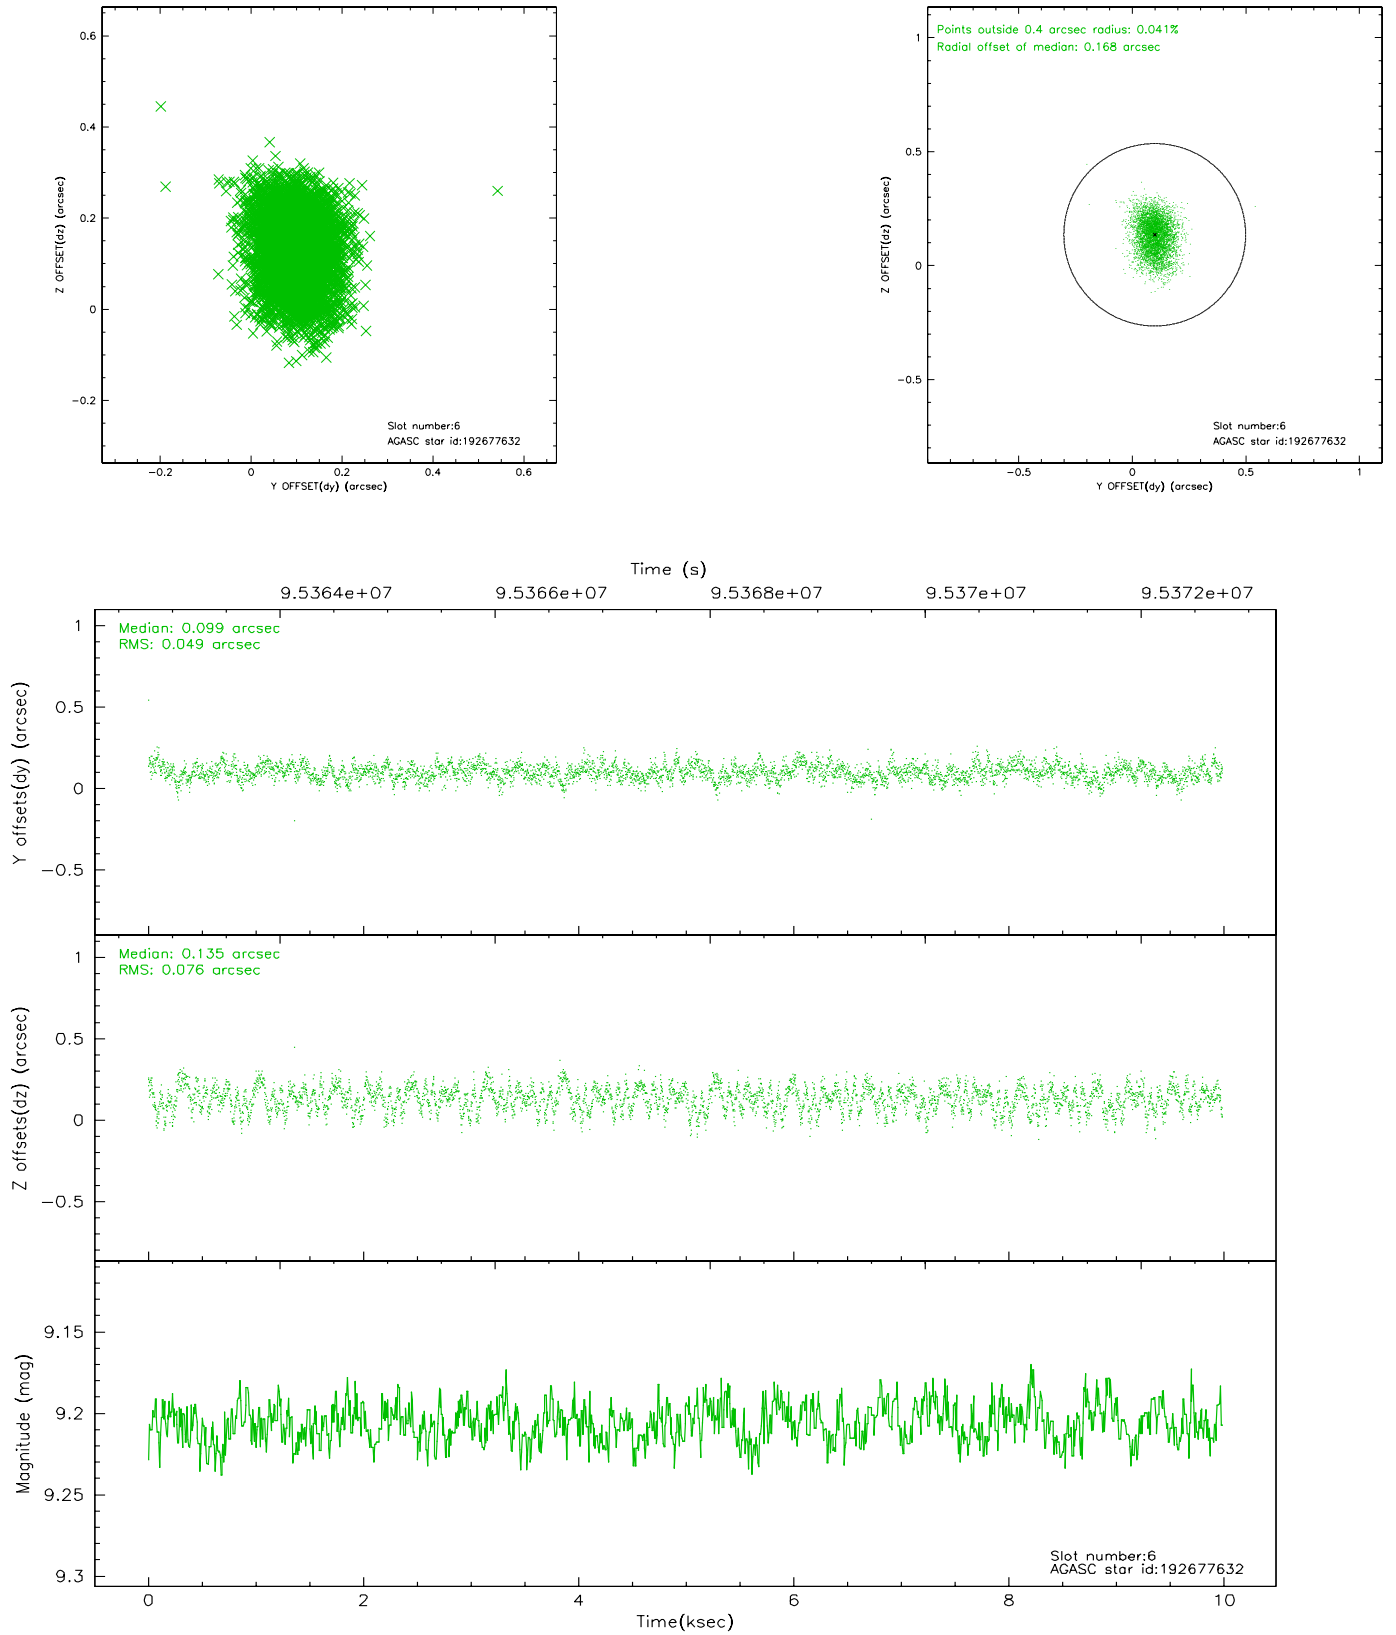 0.6
0.4
0.2
0
−0.2
Z OFFSET(dz) (arcsec)
Slot number:6
AGASC star id:192677632
−0.2 0 0.2 0.4 0.6
Y OFFSET(dy) (arcsec)
Points outside 0.4 arcsec radius: 0.041%
Radial offset of median: 0.168 arcsec
1
0.5
0
−0.5
Z OFFSET(dz) (arcsec)
Slot number:6
AGASC star id:192677632
−0.5 0 0.5 1
Y OFFSET(dy) (arcsec)
Time (s)
9.5364e+07 9.5366e+07 9.5368e+07 9.537e+07 9.5372e+07
Median: 0.099 arcsec
RMS: 0.049 arcsec
1
0.5
0
−0.5
Y offsets(dy) (arcsec)
Median: 0.135 arcsec
RMS: 0.076 arcsec
1
0.5
0
−0.5
Z offsets(dz) (arcsec)
9.15
9.2
9.25
9.3
Magnitude (mag)
Slot number:6
AGASC star id:192677632
0 2 4 6 8 10
Time(ksec)